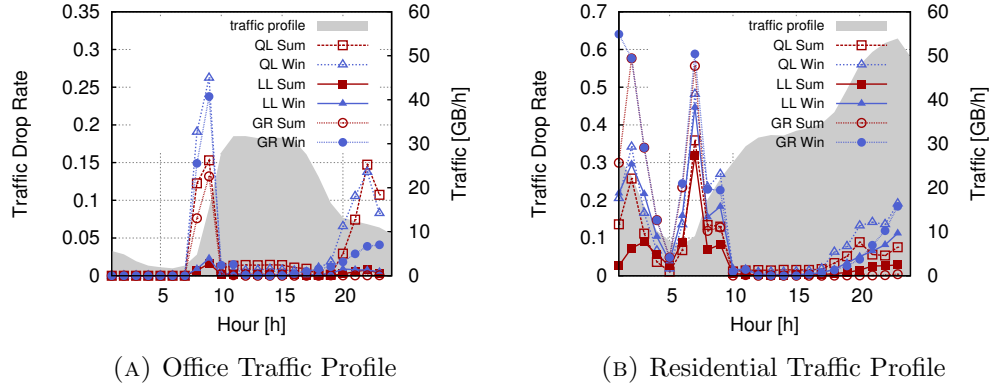 0.35
0.3
0.25
0.2
0.15
0.1
0.05
0
Traffic Drop Rate
5 10 15 20
Hour [h]
60
50
40
30
20
10
0
Traffic [GB/h]
traffic profile
QL Sum
QL Win
LL Sum
LL Win
GR Sum
GR Win
(A) Office Traffic Profile
0.7
0.6
0.5
0.4
0.3
0.2
0.1
0
Traffic Drop Rate
5 10 15 20
Hour [h]
60
50
40
30
20
10
0
Traffic [GB/h]
traffic profile
QL Sum
QL Win
LL Sum
LL Win
GR Sum
GR Win
(B) Residential Traffic Profile